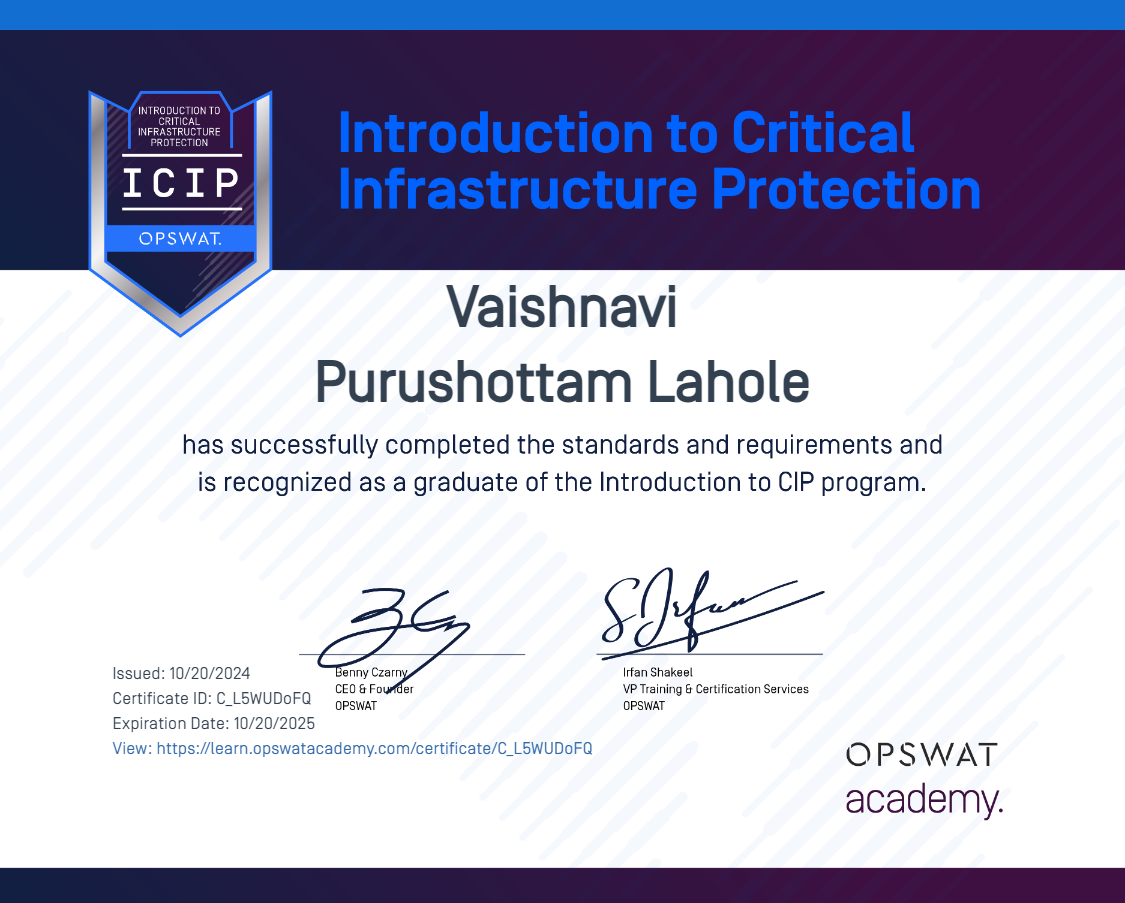 INTRODUCTION TO
CRITICAL
INFRASTRUCTURE
PROTECTION
ICIP
OPSWAT.
Introduction to Critical
Infrastructure Protection
Vaishnavi
Purushottam Lahole
has successfully completed the standards and requirements and
is recognized as a graduate of the Introduction to CIP program.
Benny Czarny
CEO & Founder
OPSWAT
Irfan Shakeel
VP Training & Certification Services
OPSWAT
Issued: 10/20/2024
Certificate ID: C_L5WUDoFQ
Expiration Date: 10/20/2025
View: https://learn.opswatacademy.com/certificate/C_L5WUDoFQ
OPSWAT
academy.